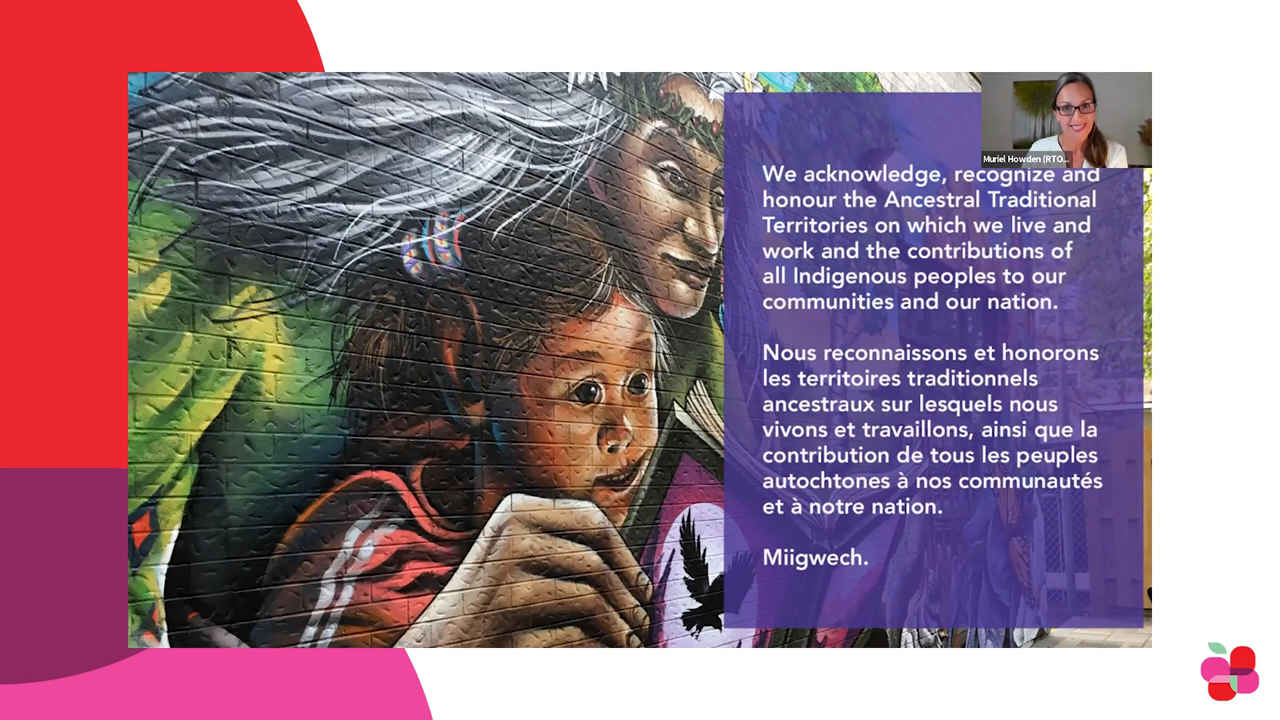 Muriel Howden (RTO...
We acknowledge, recognize and
honour the Ancestral Traditional
Territories on which we live and
work and the contributions of
all Indigenous peoples to our
communities and our nation.
Nous reconnaissons et honorons
les territoires traditionnels
ancestraux sur lesquels nous
vivons et travaillons, ainsi que la
contribution de tous les peuples
autochtones à nos communautés
et à notre nation.
Miigwech.